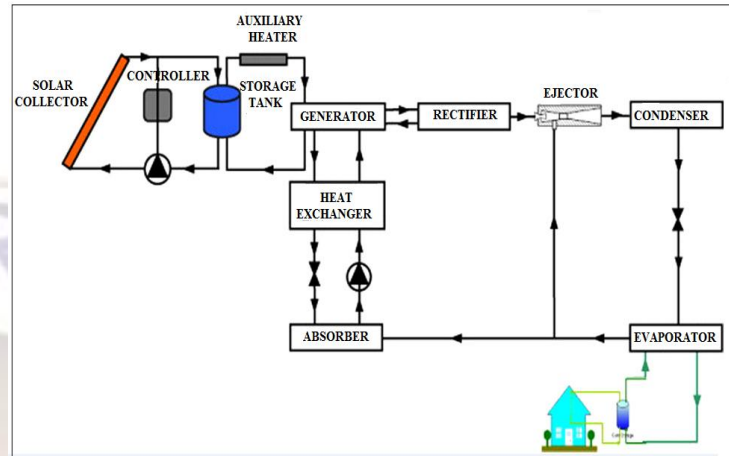 AUXILIARY
HEATER
SOLAR
COLLECTOR
CONTROLLER
STORAGE
TANK
GENERATOR
RECTIFIER
EJECTOR
CONDENSER
HEAT
EXCHANGER
ABSORBER
EVAPORATOR